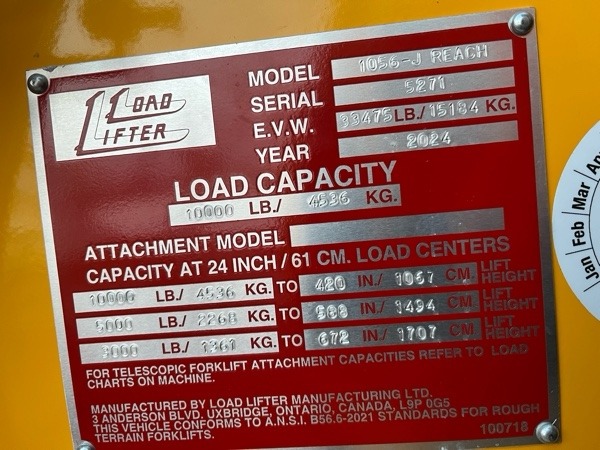 LOAD LIFTER
MODEL 1056-J REACH
SERIAL 5271
E.V.W. 33475 LB./15184 KG.
YEAR 2024
LOAD CAPACITY
10000 LB./ 4536 KG.
ATTACHMENT MODEL
CAPACITY AT 24 INCH / 61 CM. LOAD CENTERS
10000 LB./ 4536 KG. TO 420 IN./ 1067 CM. LIFT HEIGHT
5000 LB./ 2268 KG. TO 588 IN./ 1494 CM. LIFT HEIGHT
3000 LB./ 1361 KG. TO 672 IN./ 1707 CM. LIFT HEIGHT
FOR TELESCOPIC FORKLIFT ATTACHMENT CAPACITIES REFER TO LOAD
CHARTS ON MACHINE.
MANUFACTURED BY LOAD LIFTER MANUFACTURING LTD.
3 ANDERSON BLVD. UXBRIDGE, ONTARIO, CANADA, L9P 0G5
THIS VEHICLE CONFORMS TO A.N.S.I. B56.6-2021 STANDARDS FOR ROUGH
TERRAIN FORKLIFTS.
100718
Jan Feb Mar